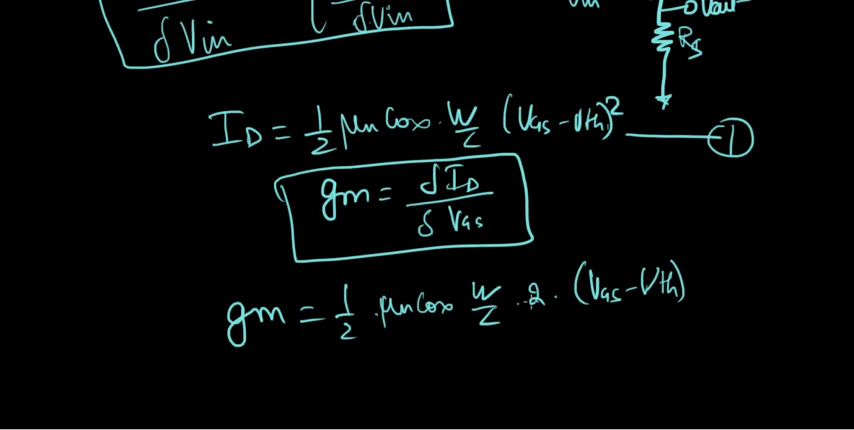 δVin
δVin
Vout
Rs
ID = 1/2 μnCox · W/L (VGS - Vth)² ① 
gm = δID / δVGS
gm = 1/2 · μnCox W/L · 2 · (VGS - Vth)